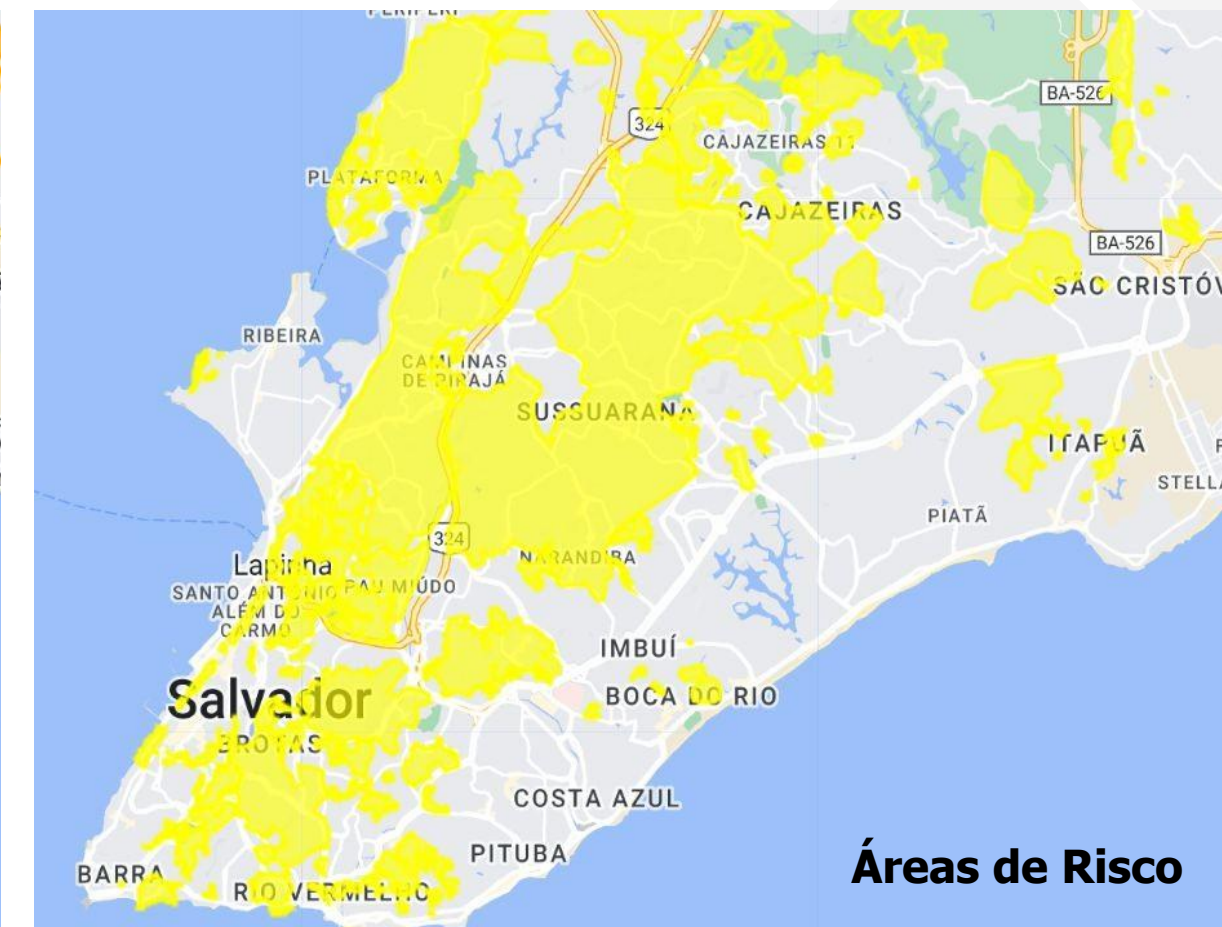 BA-526
324
CAJAZEIRAS 11
PLATAFORMA
CAJAZEIRAS
BA-526
SÃO CRISTÓV
RIBEIRA
CAMPINAS
DE PIRAJÁ
SUSSUARANA
ITAPUÃ
STELLA
PIATÃ
324
NARANDIBA
Lapinha
SANTO ANTONIO
ALÉM DO
CARMO
PAU MIÚDO
IMBUÍ
Salvador
BOCA DO RIO
BROTAS
COSTA AZUL
PITUBA
BARRA
RIO VERMELHO
Áreas de Risco